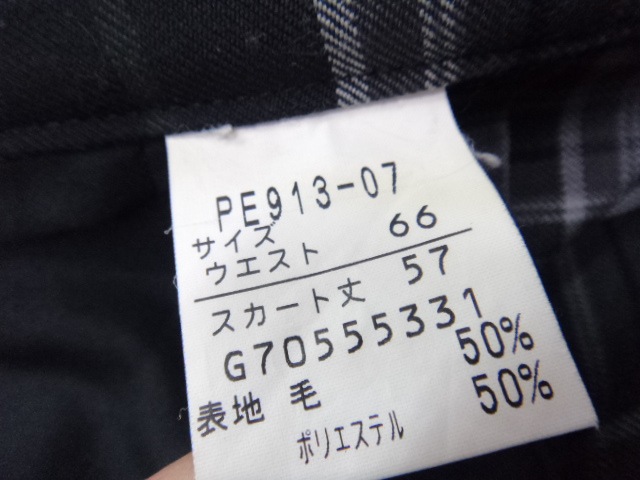 PE913-07
サイズ
ウエスト 66
スカート丈 57
G70555331
表地 毛 50%
ポリエステル 50%